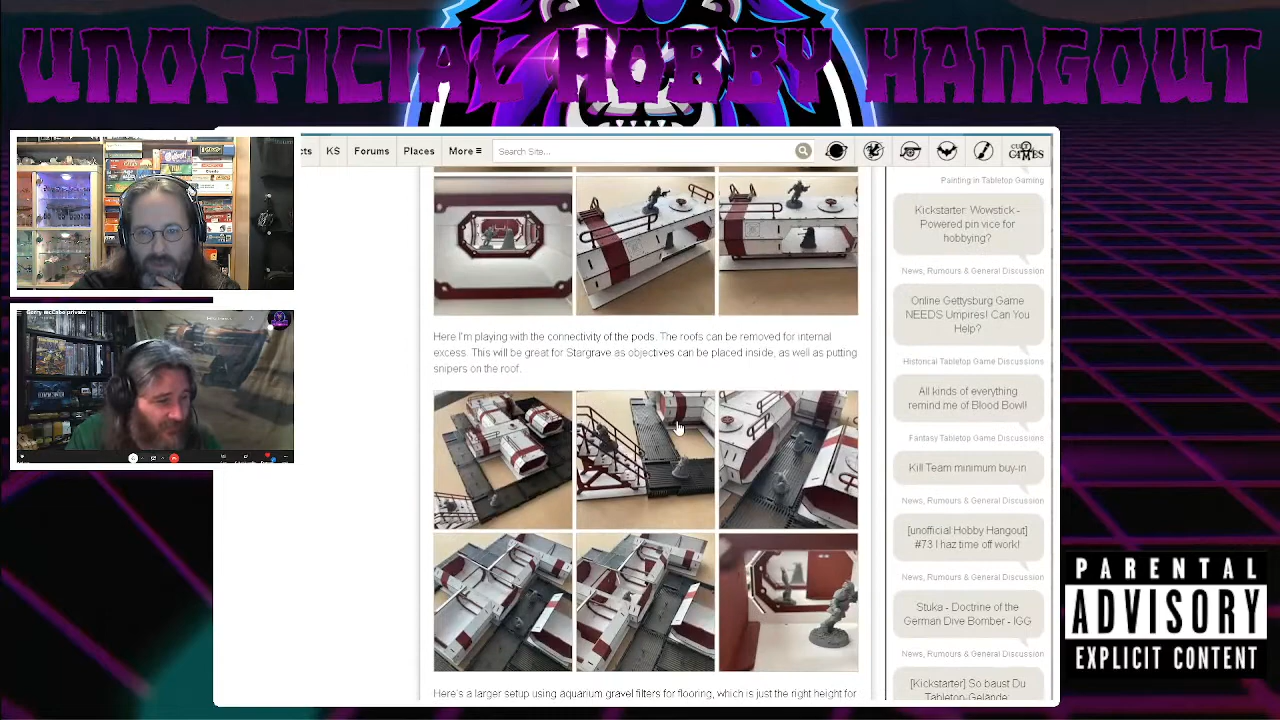 UNOFFICIAL HOBBY HANGOUT
KS
Forums
Places
More ≡
Search Site...
Painting in Tabletop Gaming
Kickstarter: Wowstick -
Powered pin vice for
hobbying?
News, Rumours & General Discussion
Online Gettysburg Game
NEEDS Umpires! Can You
Help?
Historical Tabletop Game Discussions
All kinds of everything
remind me of Blood Bowl!
Fantasy Tabletop Game Discussions
Kill Team minimum buy-in
News, Rumours & General Discussion
[unofficial Hobby Hangout]
#73 I haz time off work!
News, Rumours & General Discussion
Stuka - Doctrine of the
German Dive Bomber - IGG
News, Rumours & General Discussion
[Kickstarter] So baust Du
Tabletop-Gelände
Here I'm playing with the connectivity of the pods. The roofs can be removed for internal
excess. This will be great for Stargrave as objectives can be placed inside, as well as putting
snipers on the roof.
Here's a larger setup using aquarium gravel filters for flooring, which is just the right height for
PARENTAL
ADVISORY
EXPLICIT CONTENT